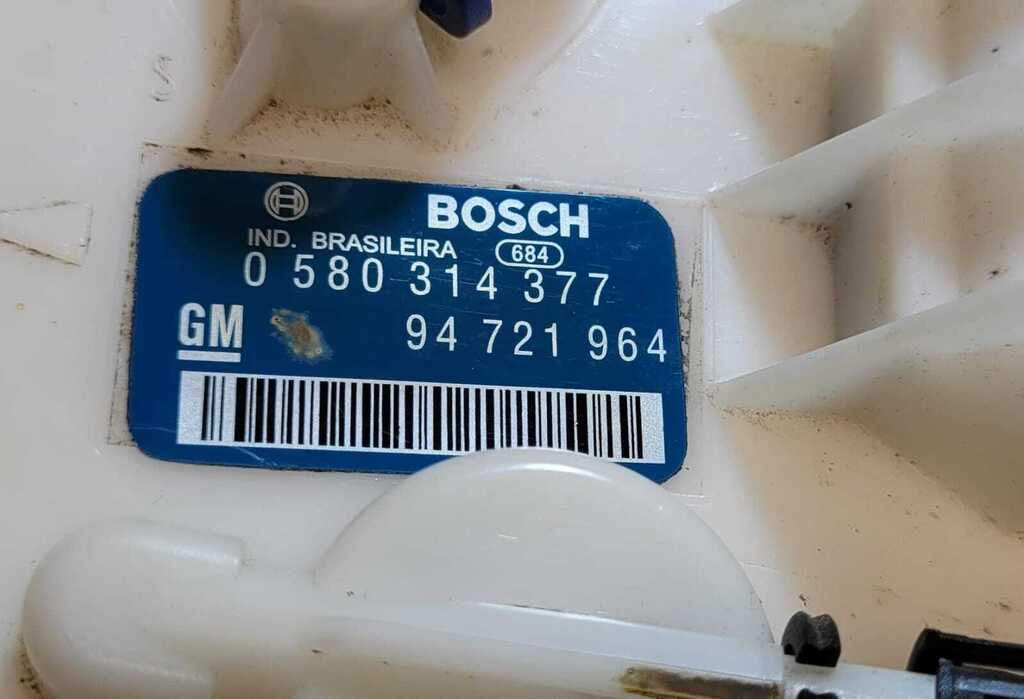 S
BOSCH
IND. BRASILEIRA 684
0 580 314 377
GM 94 721 964